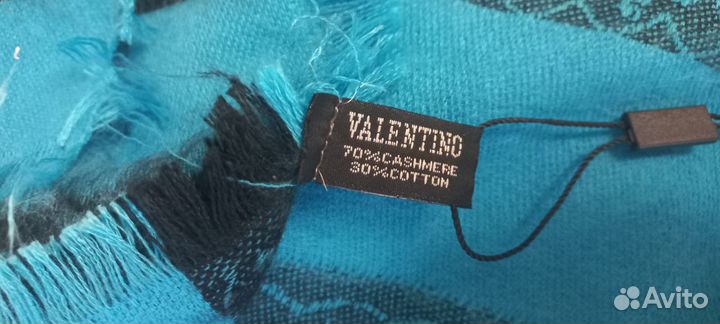 VALENTINO
70%CASHMERE
30%COTTON
Avito